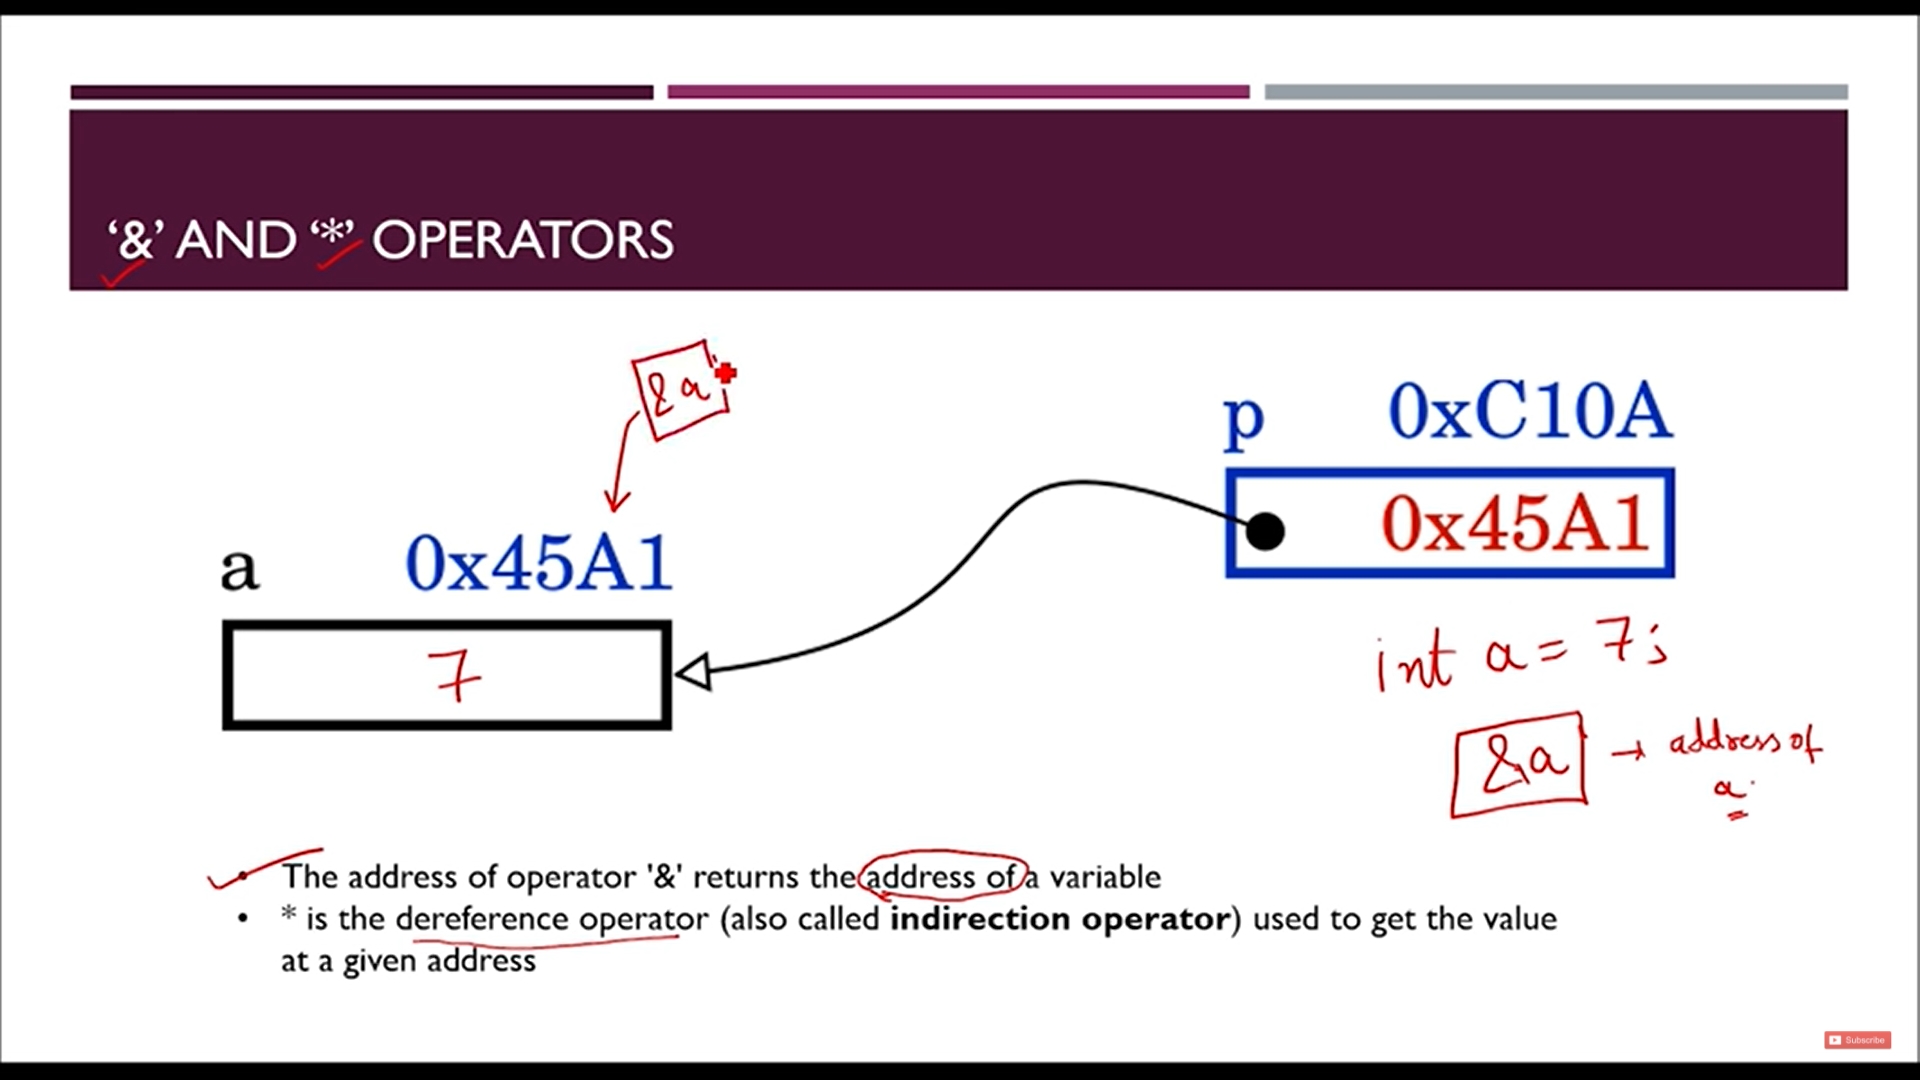 ‘&’ AND ‘*’ OPERATORS
&a
p 0xC10A
0x45A1
a 0x45A1
7
int a = 7;
&a → address of
a
• The address of operator '&' returns the address of a variable
• * is the dereference operator (also called indirection operator) used to get the value
at a given address
Subscribe